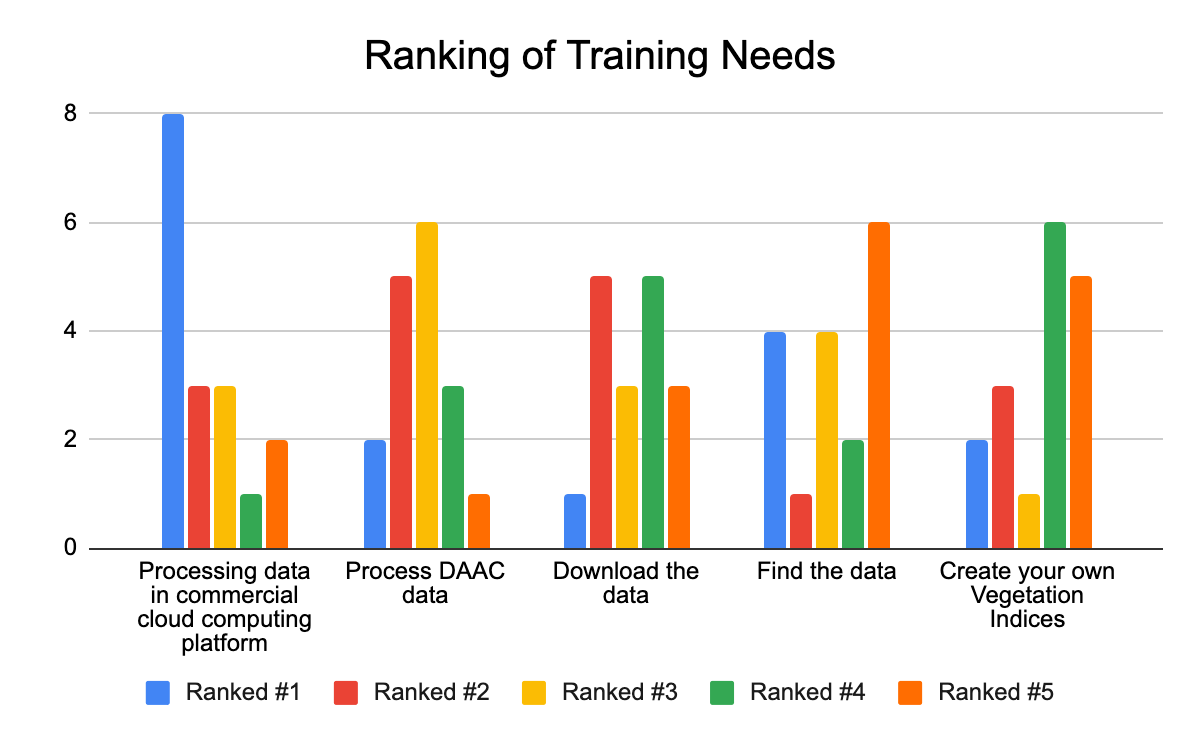 Ranking of Training Needs
8
6
4
2
0
Processing data
in commercial
cloud computing
platform
Process DAAC
data
Download the
data
Find the data
Create your own
Vegetation
Indices
Ranked #1
Ranked #2
Ranked #3
Ranked #4
Ranked #5